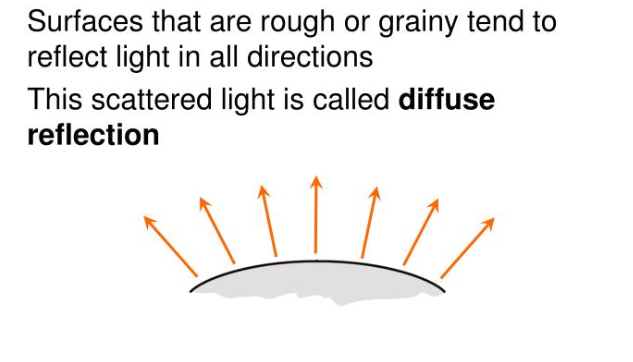 Surfaces that are rough or grainy tend to
reflect light in all directions
This scattered light is called diffuse
reflection